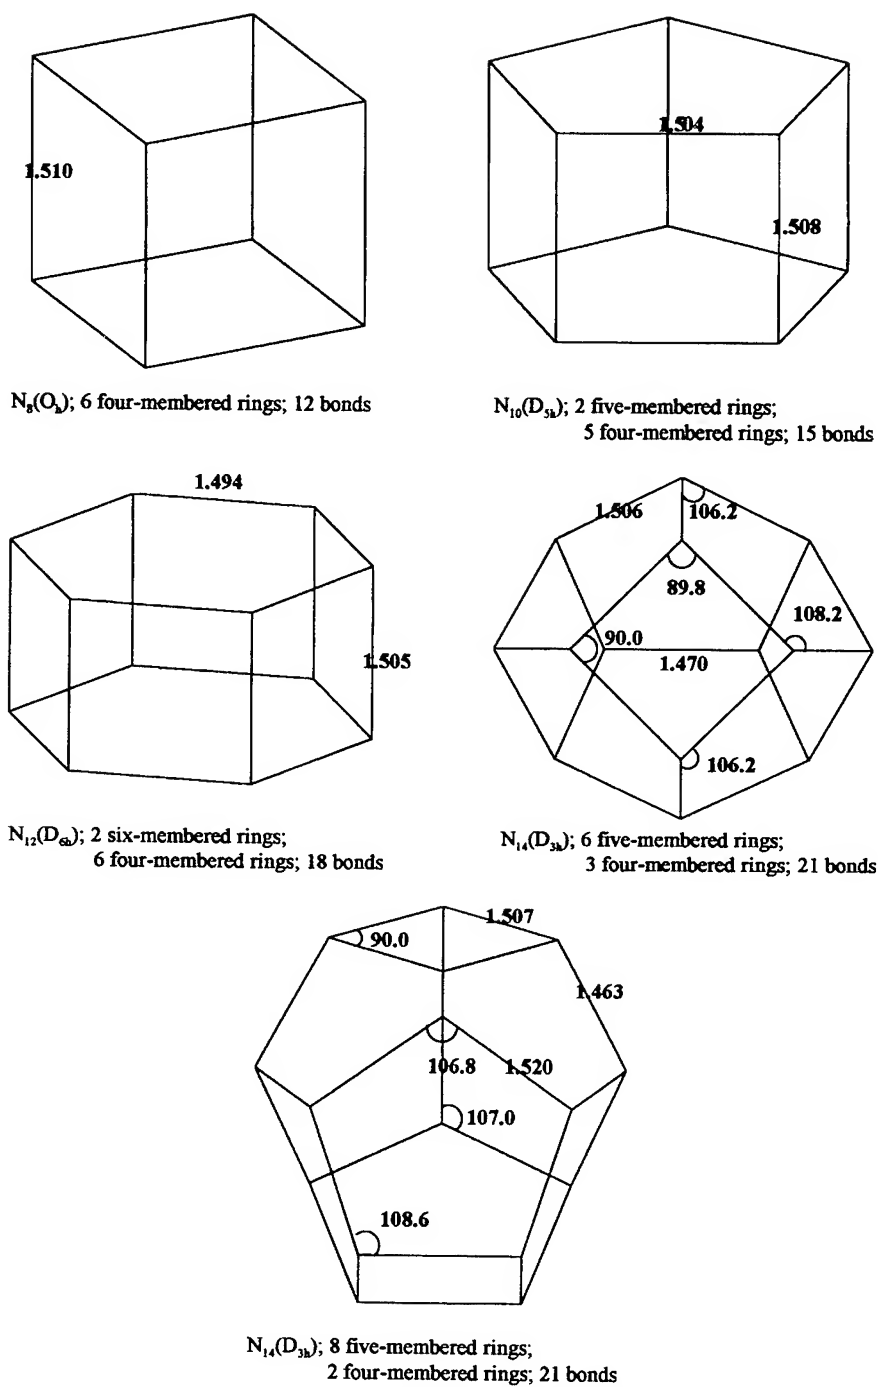 1.510
1.504
1.508
N₈(Oₕ); 6 four-membered rings; 12 bonds
N₁₀(D₅ₕ); 2 five-membered rings;
5 four-membered rings; 15 bonds
1.494
1.505
1.506
106.2
89.8
90.0
108.2
1.470
106.2
N₁₂(D₆ₕ); 2 six-membered rings;
6 four-membered rings; 18 bonds
N₁₄(D₃ₕ); 6 five-membered rings;
3 four-membered rings; 21 bonds
1.507
90.0
1.463
106.8
1.520
107.0
108.6
N₁₄(D₃ₕ); 8 five-membered rings;
2 four-membered rings; 21 bonds